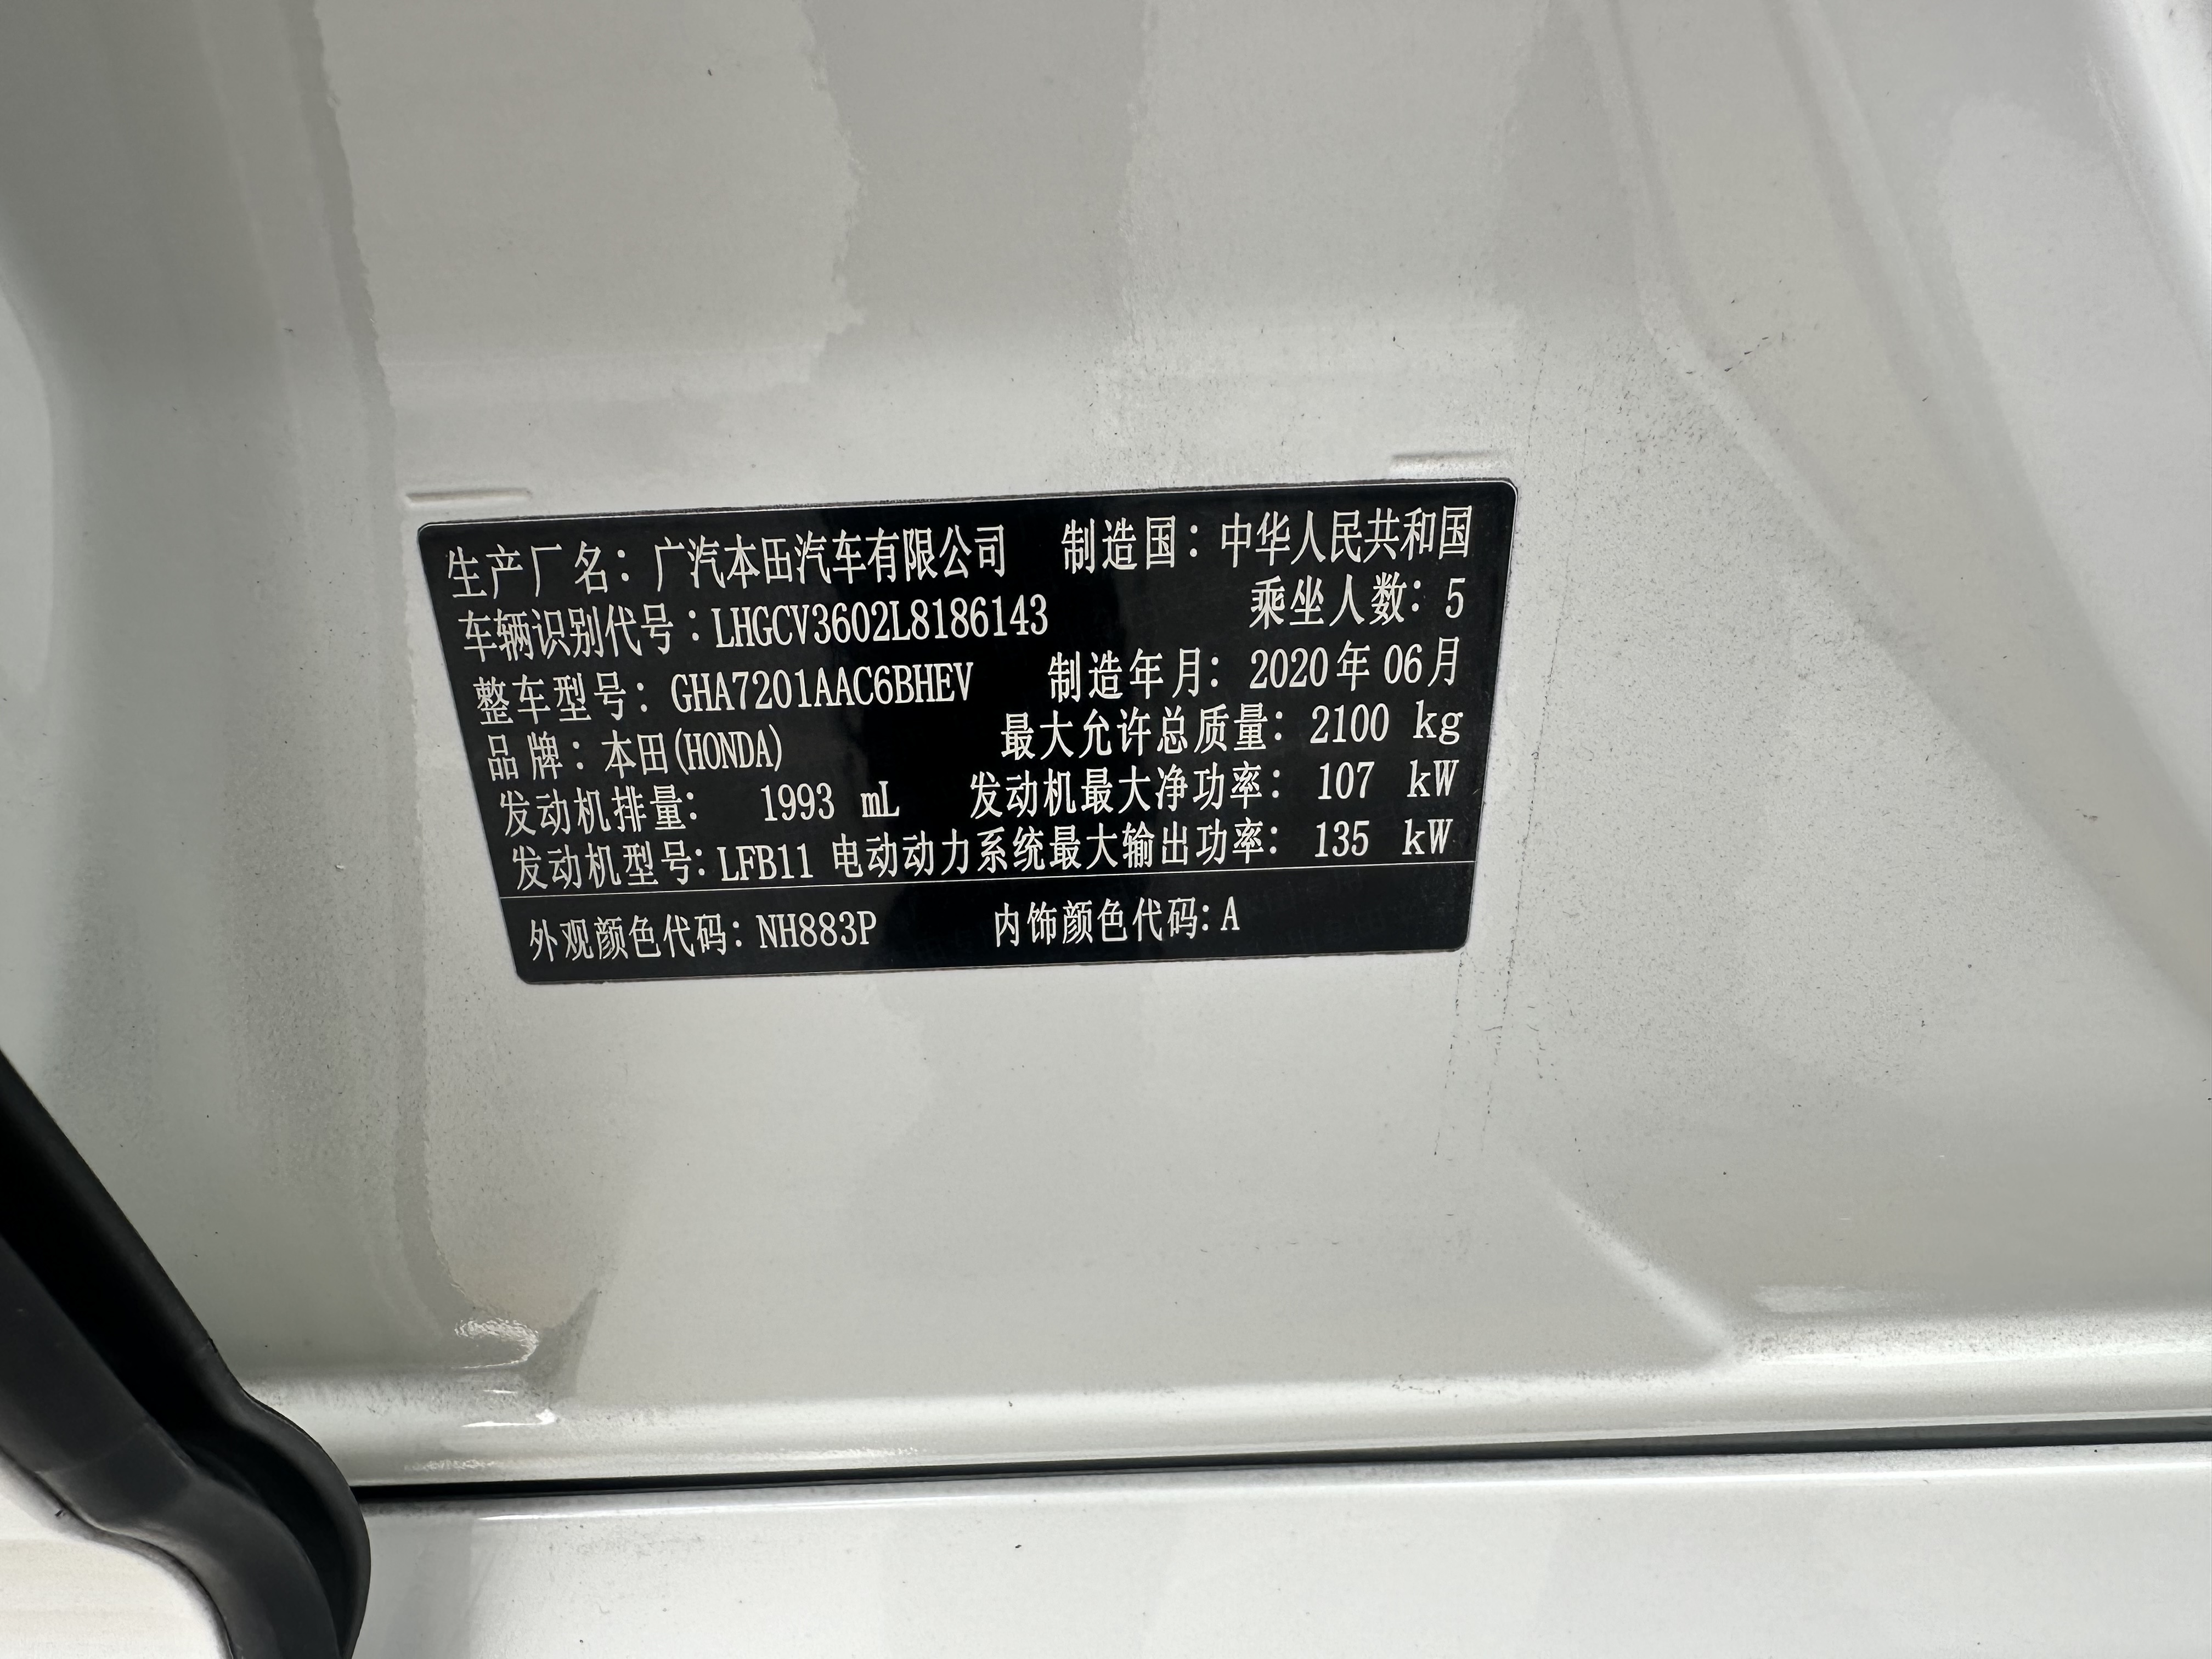 生产厂名：广汽本田汽车有限公司 制造国：中华人民共和国
车辆识别代号：LHGCV3602L8186143 乘坐人数：5
整车型号：GHA7201AAC6BHEV 制造年月：2020年06月
品牌：本田(HONDA) 最大允许总质量：2100 kg
发动机排量： 1993 mL 发动机最大净功率：107 kW
发动机型号：LFB11 电动动力系统最大输出功率：135 kW
外观颜色代码：NH883P 内饰颜色代码：A